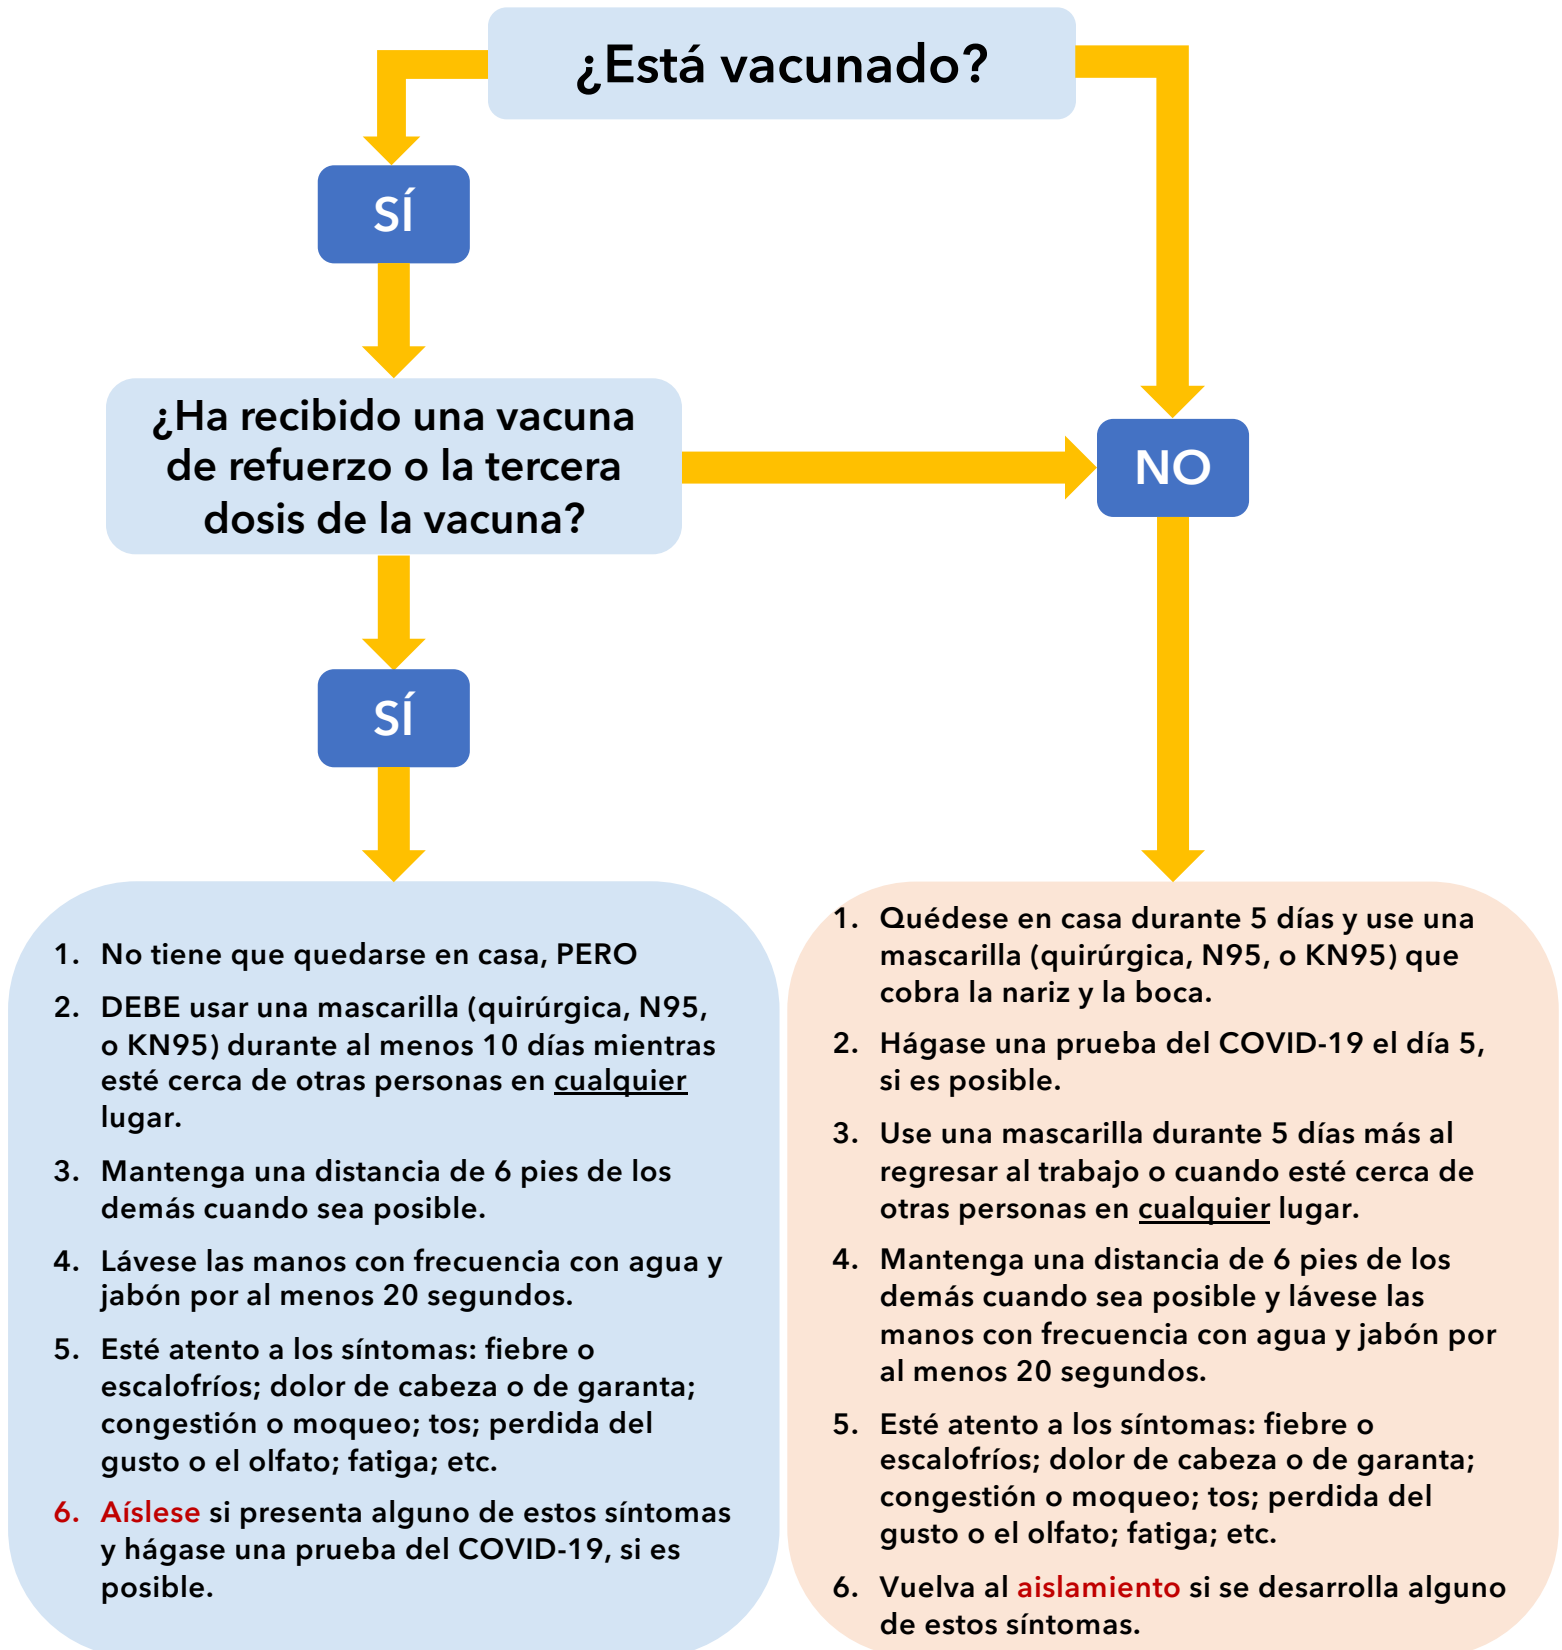 ¿Está vacunado?
SÍ
¿Ha recibido una vacuna
de refuerzo o la tercera
dosis de la vacuna?
NO
SÍ
1. No tiene que quedarse en casa, PERO
2. DEBE usar una mascarilla (quirúrgica, N95,
o KN95) durante al menos 10 días mientras
esté cerca de otras personas en cualquier
lugar.
3. Mantenga una distancia de 6 pies de los
demás cuando sea posible.
4. Lávese las manos con frecuencia con agua y
jabón por al menos 20 segundos.
5. Esté atento a los síntomas: fiebre o
escalofríos; dolor de cabeza o de garanta;
congestión o moqueo; tos; perdida del
gusto o el olfato; fatiga; etc.
6. Aíslese si presenta alguno de estos síntomas
y hágase una prueba del COVID-19, si es
posible.
1. Quédese en casa durante 5 días y use una
mascarilla (quirúrgica, N95, o KN95) que
cobra la nariz y la boca.
2. Hágase una prueba del COVID-19 el día 5,
si es posible.
3. Use una mascarilla durante 5 días más al
regresar al trabajo o cuando esté cerca de
otras personas en cualquier lugar.
4. Mantenga una distancia de 6 pies de los
demás cuando sea posible y lávese las
manos con frecuencia con agua y jabón por
al menos 20 segundos.
5. Esté atento a los síntomas: fiebre o
escalofríos; dolor de cabeza o de garanta;
congestión o moqueo; tos; perdida del
gusto o el olfato; fatiga; etc.
6. Vuelva al aislamiento si se desarrolla alguno
de estos síntomas.